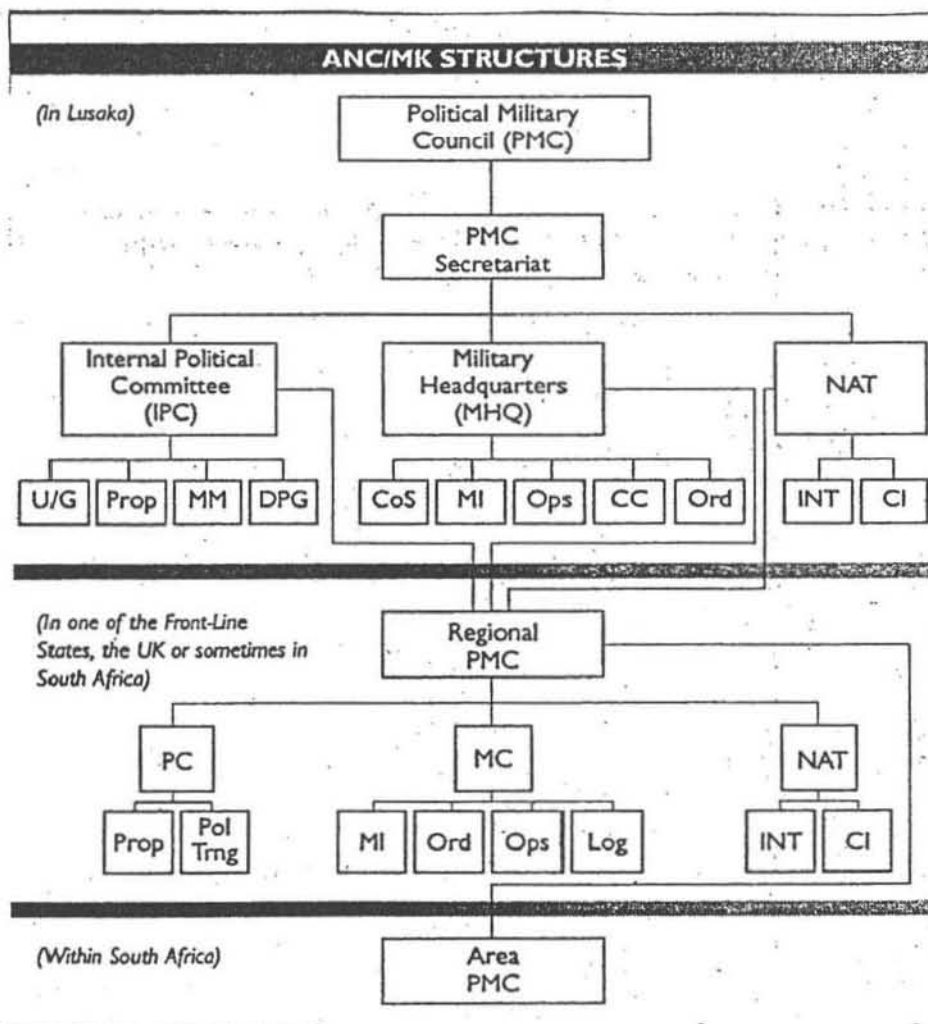 ANC/MK STRUCTURES
(In Lusaka)
Political Military
Council (PMC)
PMC
Secretariat
Internal Political
Committee
(IPC)
Military
Headquarters
(MHQ)
NAT
U/G
Prop
MM
DPG
CoS
MI
Ops
CC
Ord
INT
CI
(In one of the Front-Line
States, the UK or sometimes in
South Africa)
Regional
PMC
PC
MC
NAT
Prop
Pol
Trng
MI
Ord
Ops
Log
INT
CI
(Within South Africa)
Area
PMC